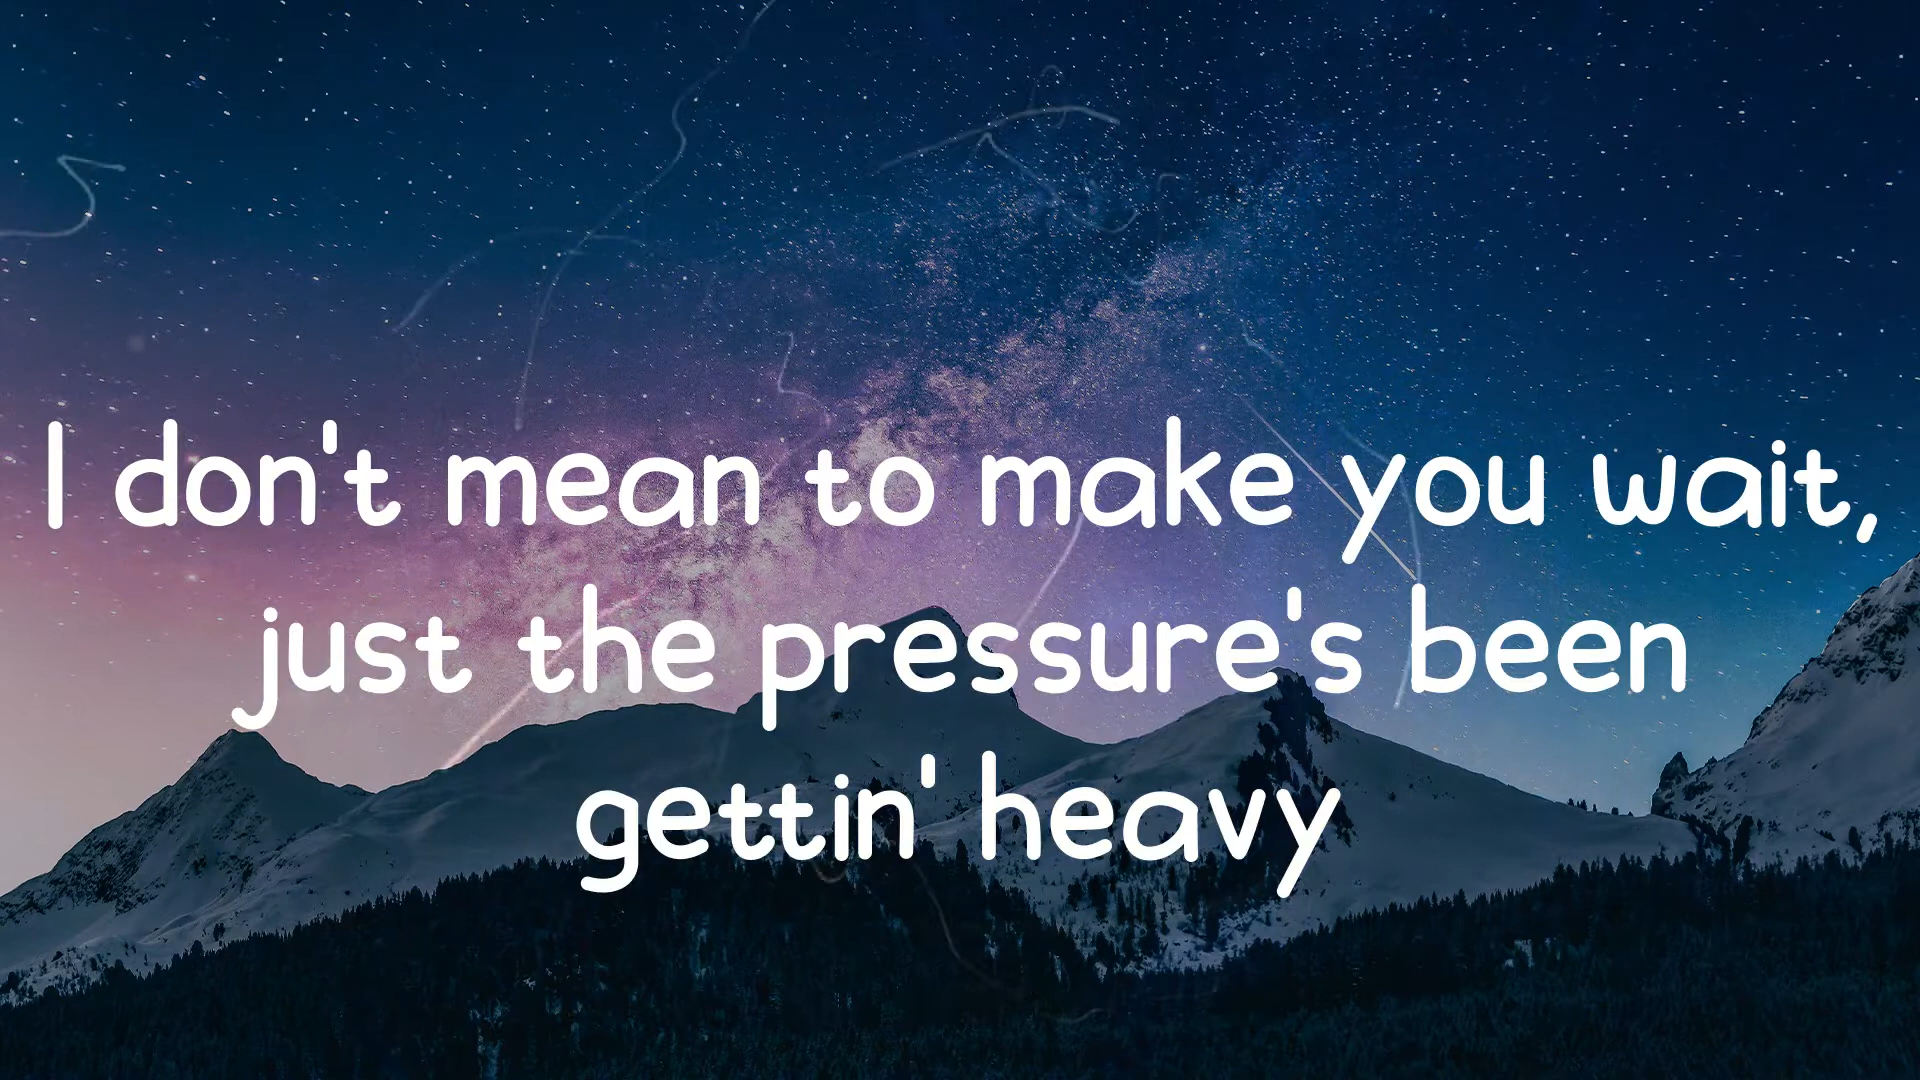 I don't mean to make you wait,
just the pressure's been
gettin' heavy